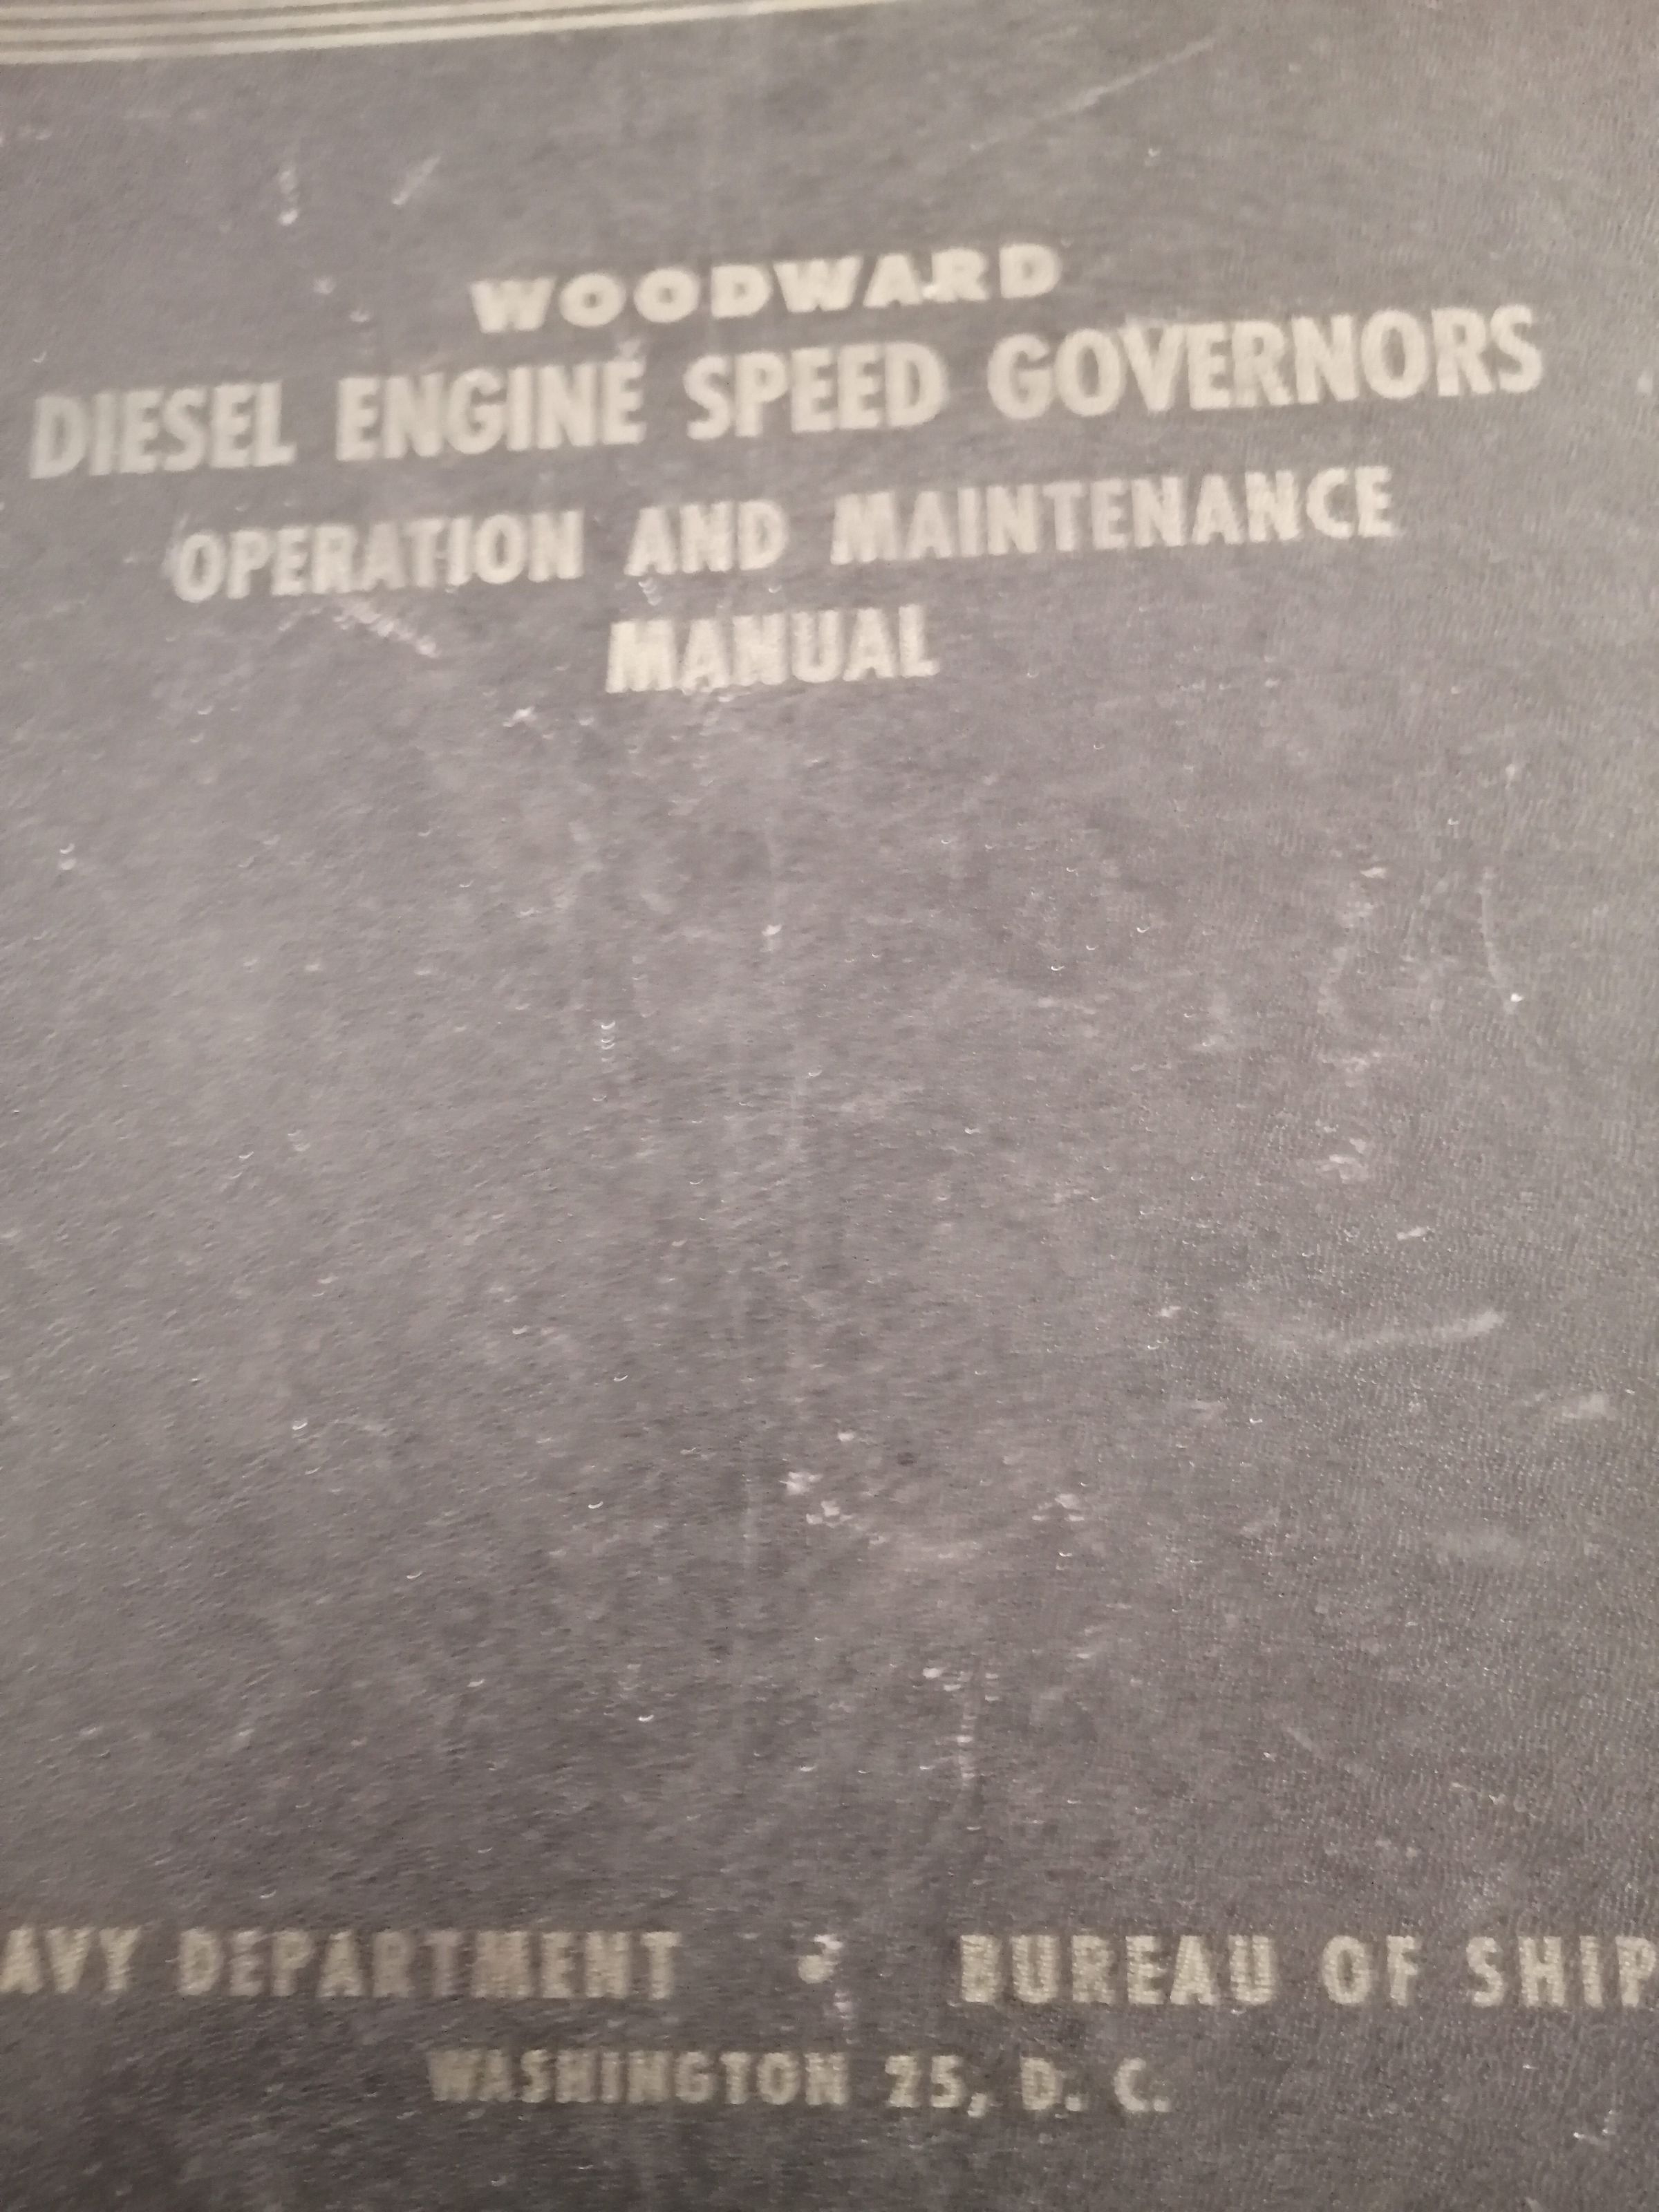 WOODWARD
DIESEL ENGINE SPEED GOVERNORS
OPERATION AND MAINTENANCE
MANUAL
AVY DEPARTMENT • BUREAU OF SHIP
WASHINGTON 25, D. C.